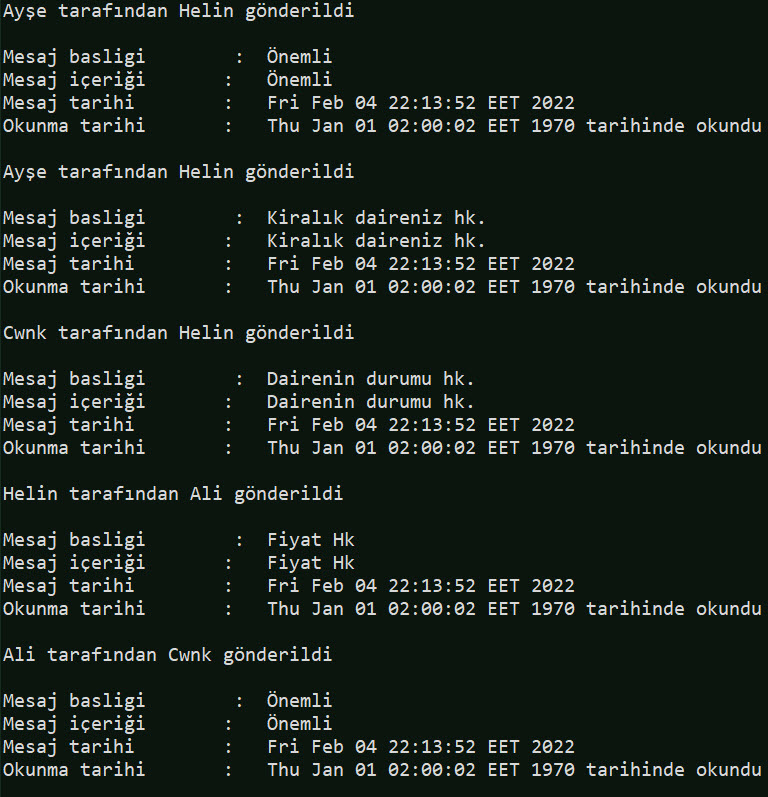 Ayşe tarafından Helin gönderildi
Mesaj basligi : Önemli
Mesaj içeriği : Önemli
Mesaj tarihi : Fri Feb 04 22:13:52 EET 2022
Okunma tarihi : Thu Jan 01 02:00:02 EET 1970 tarihinde okundu
Ayşe tarafından Helin gönderildi
Mesaj basligi : Kiralık daireniz hk.
Mesaj içeriği : Kiralık daireniz hk.
Mesaj tarihi : Fri Feb 04 22:13:52 EET 2022
Okunma tarihi : Thu Jan 01 02:00:02 EET 1970 tarihinde okundu
Cwnk tarafından Helin gönderildi
Mesaj basligi : Dairenin durumu hk.
Mesaj içeriği : Dairenin durumu hk.
Mesaj tarihi : Fri Feb 04 22:13:52 EET 2022
Okunma tarihi : Thu Jan 01 02:00:02 EET 1970 tarihinde okundu
Helin tarafından Ali gönderildi
Mesaj basligi : Fiyat Hk
Mesaj içeriği : Fiyat Hk
Mesaj tarihi : Fri Feb 04 22:13:52 EET 2022
Okunma tarihi : Thu Jan 01 02:00:02 EET 1970 tarihinde okundu
Ali tarafından Cwnk gönderildi
Mesaj basligi : Önemli
Mesaj içeriği : Önemli
Mesaj tarihi : Fri Feb 04 22:13:52 EET 2022
Okunma tarihi : Thu Jan 01 02:00:02 EET 1970 tarihinde okundu